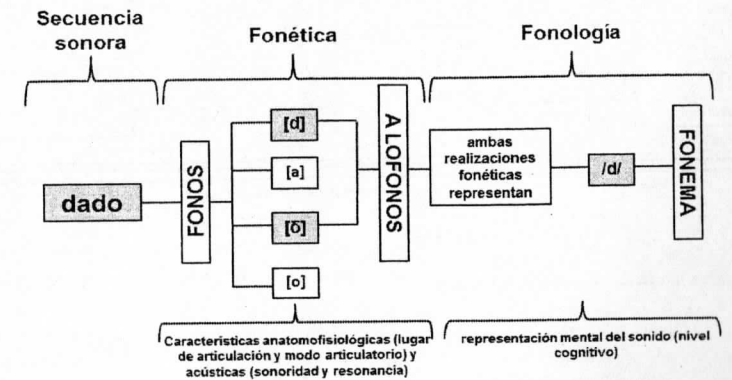 Secuencia
sonora
Fonética
Fonología
dado
FONOS
[d]
[a]
[δ]
[o]
ALOFONOS
ambas
realizaciones
fonéticas
representan
/d/
FONEMA
Características anatomofisiológicas (lugar
de articulación y modo articulatorio) y
acústicas (sonoridad y resonancia)
representación mental del sonido (nivel
cognitivo)